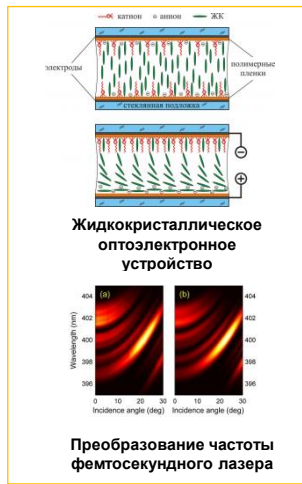 катион анион ЖК
электроды
полимерные
пленки
стеклянная подложка
Жидкокристаллическое
оптоэлектронное
устройство
(a) (b)
Wavelength (nm)
404 404
402 402
400 400
398 398
396 396
0 10 20 30 0 10 20 30
Incidence angle (deg) Incidence angle (deg)
Преобразование частоты
фемтосекундного лазера